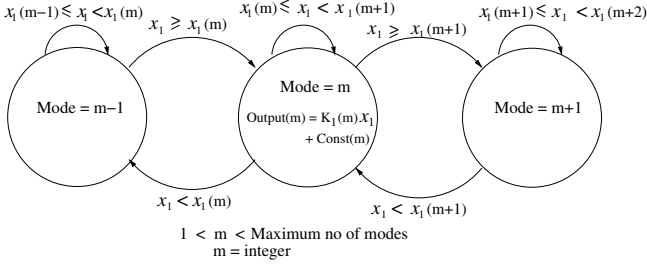 x₁(m−1) ≤ x₁ < x₁(m)
x₁ ≥ x₁(m)
x₁(m) ≤ x₁ < x₁(m+1)
x₁ ≥ x₁(m+1)
x₁(m+1) ≤ x₁ < x₁(m+2)
Mode = m−1
Mode = m
Output(m) = K₁(m)x₁
+ Const(m)
Mode = m+1
x₁ < x₁(m)
x₁ < x₁(m+1)
1 < m < Maximum no of modes
m = integer